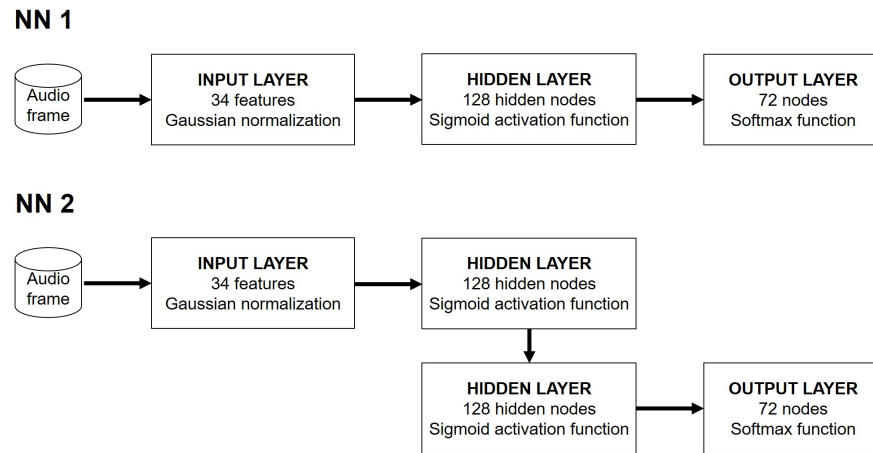 NN 1
Audio
frame
INPUT LAYER
34 features
Gaussian normalization
HIDDEN LAYER
128 hidden nodes
Sigmoid activation function
OUTPUT LAYER
72 nodes
Softmax function
NN 2
Audio
frame
INPUT LAYER
34 features
Gaussian normalization
HIDDEN LAYER
128 hidden nodes
Sigmoid activation function
HIDDEN LAYER
128 hidden nodes
Sigmoid activation function
OUTPUT LAYER
72 nodes
Softmax function